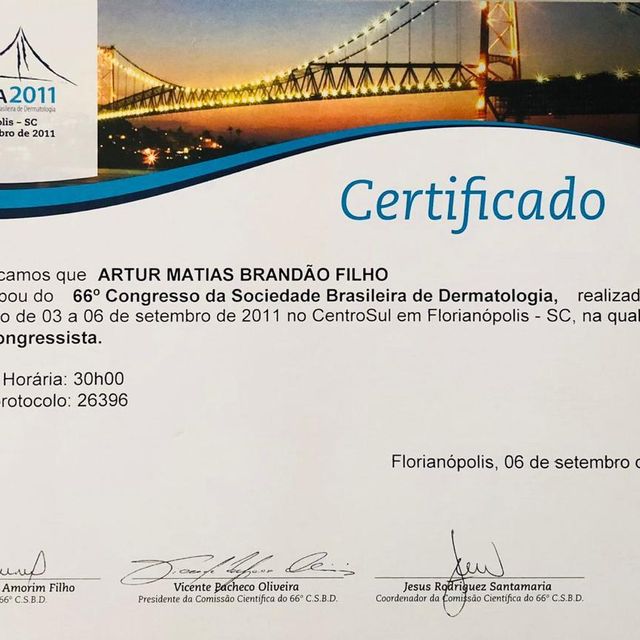 A2011
asileira de Dermatologia
olis – SC
bro de 2011
Certificado
camos que ARTUR MATIAS BRANDÃO FILHO
pou do 66º Congresso da Sociedade Brasileira de Dermatologia, realizad
o de 03 a 06 de setembro de 2011 no CentroSul em Florianópolis - SC, na qual
ongressista.
Horária: 30h00
protocolo: 26396
Florianópolis, 06 de setembro d
Amorim Filho
66º C.S.B.D.
Vicente Pacheco Oliveira
Presidente da Comissão Científica do 66º C.S.B.D.
Jesus Rodriguez Santamaria
Coordenador da Comissão Científica do 66º C.S.B.D.